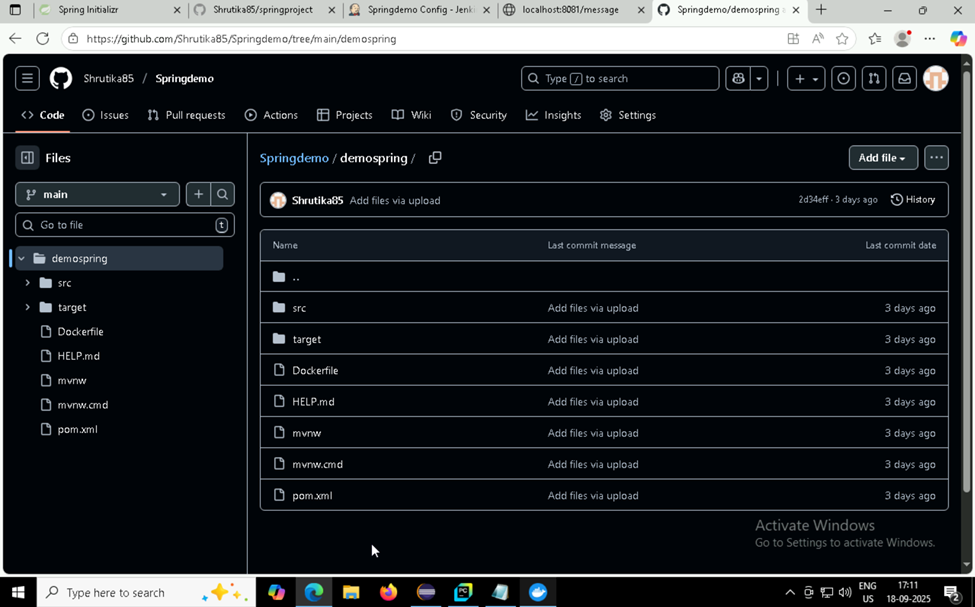 Spring Initializr
Shrutika85/springproject
Springdemo Config - Jenki
localhost:8081/message
Springdemo/demospring a
https://github.com/Shrutika85/Springdemo/tree/main/demospring
Shrutika85 / Springdemo
Type / to search
Code Issues Pull requests Actions Projects Wiki Security Insights Settings
Files
main
Go to file t
demospring
src
target
Dockerfile
HELP.md
mvnw
mvnw.cmd
pom.xml
Springdemo / demospring /
Add file
Shrutika85 Add files via upload 2d34eff · 3 days ago History
Name Last commit message Last commit date
..
src Add files via upload 3 days ago
target Add files via upload 3 days ago
Dockerfile Add files via upload 3 days ago
HELP.md Add files via upload 3 days ago
mvnw Add files via upload 3 days ago
mvnw.cmd Add files via upload 3 days ago
pom.xml Add files via upload 3 days ago
Activate Windows
Go to Settings to activate Windows.
Type here to search
PC
ENG
US
17:11
18-09-2025
2